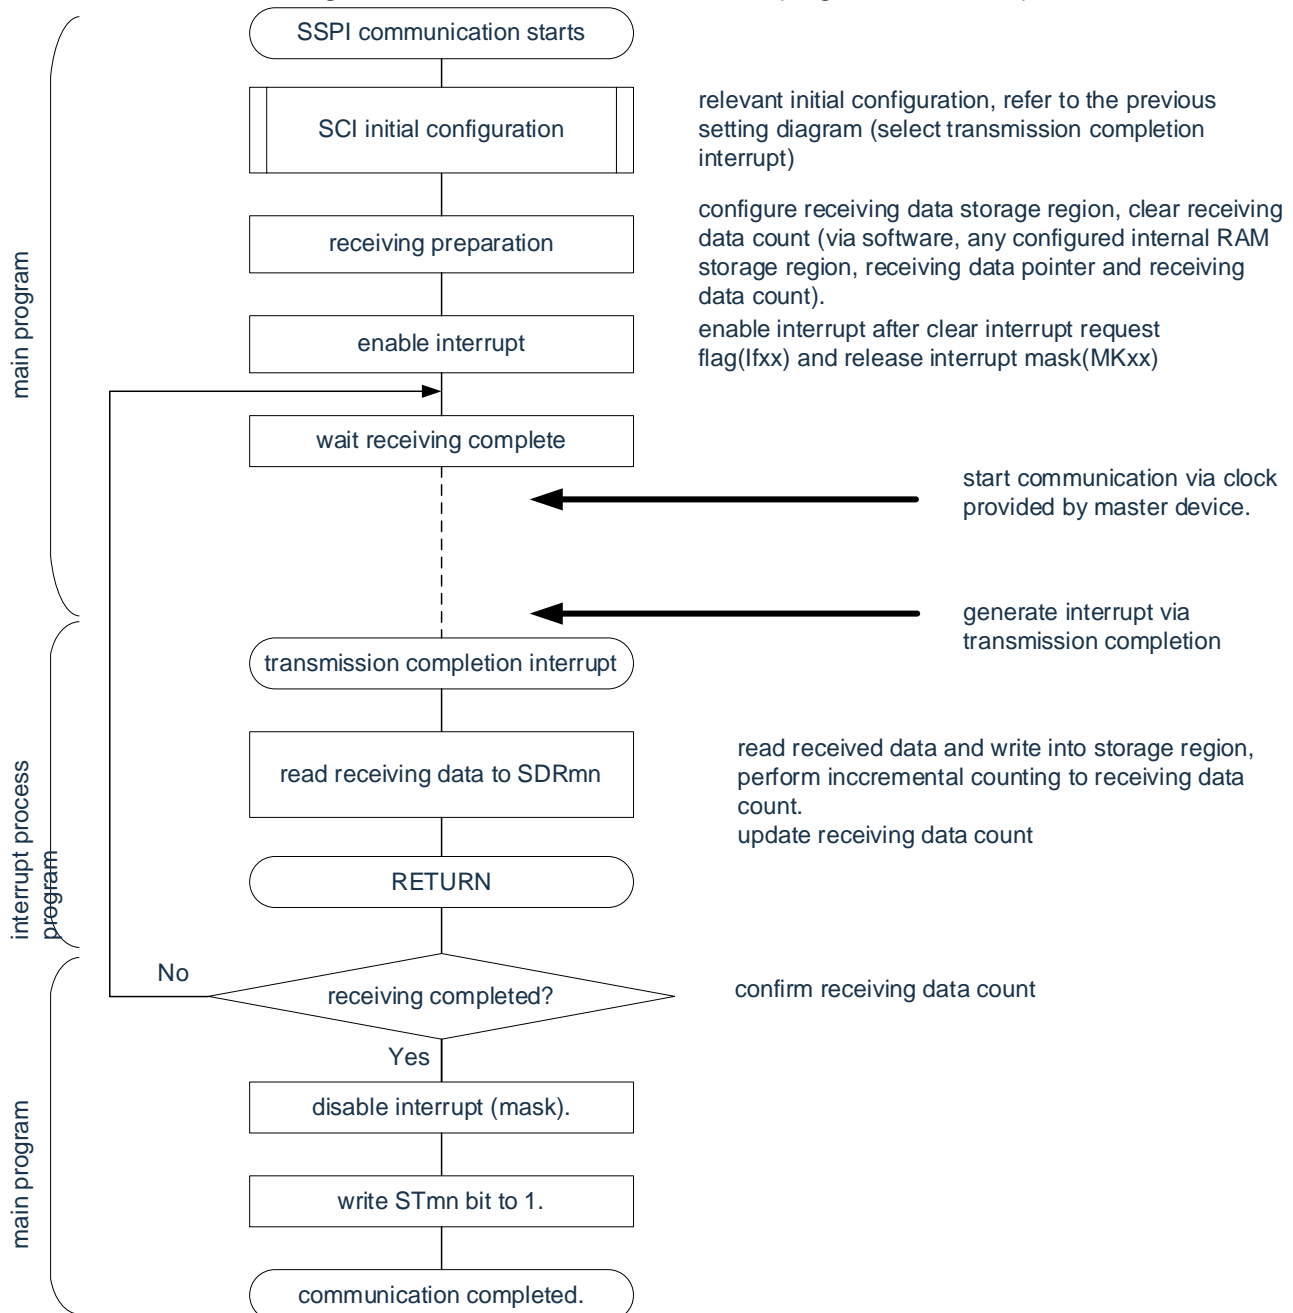 SSPI communication starts
SCI initial configuration
relevant initial configuration, refer to the previous
setting diagram (select transmission completion
interrupt)
receiving preparation
configure receiving data storage region, clear receiving
data count (via software, any configured internal RAM
storage region, receiving data pointer and receiving
data count).
enable interrupt
enable interrupt after clear interrupt request
flag(Ifxx) and release interrupt mask(MKxx)
main program
wait receiving complete
start communication via clock
provided by master device.
generate interrupt via
transmission completion
transmission completion interrupt
read receiving data to SDRmn
read received data and write into storage region,
perform inccremental counting to receiving data
count.
update receiving data count
interrupt process
program
RETURN
No
receiving completed?
confirm receiving data count
Yes
disable interrupt (mask).
main program
write STmn bit to 1.
communication completed.